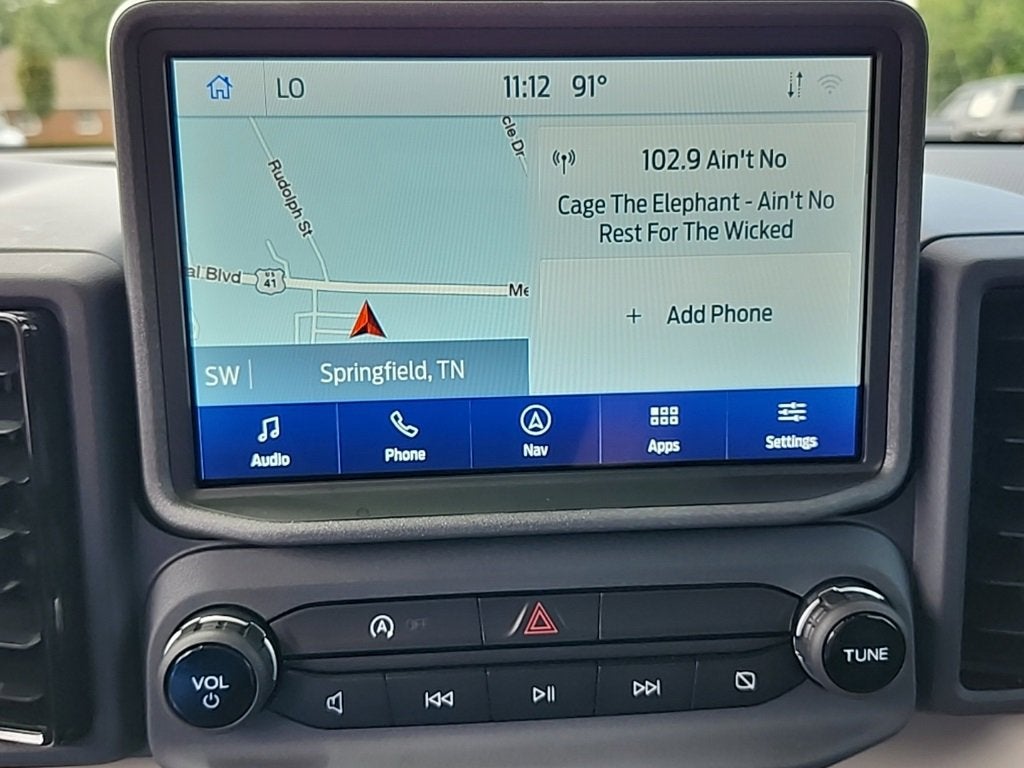 LO
11:12 91°
cle Dr
102.9 Ain't No
Rudolph St
Cage The Elephant - Ain't No
Rest For The Wicked
al Blvd
US
41
Me
+ Add Phone
SW
Springfield, TN
Audio
Phone
Nav
Apps
Settings
A OFF
VOL
TUNE